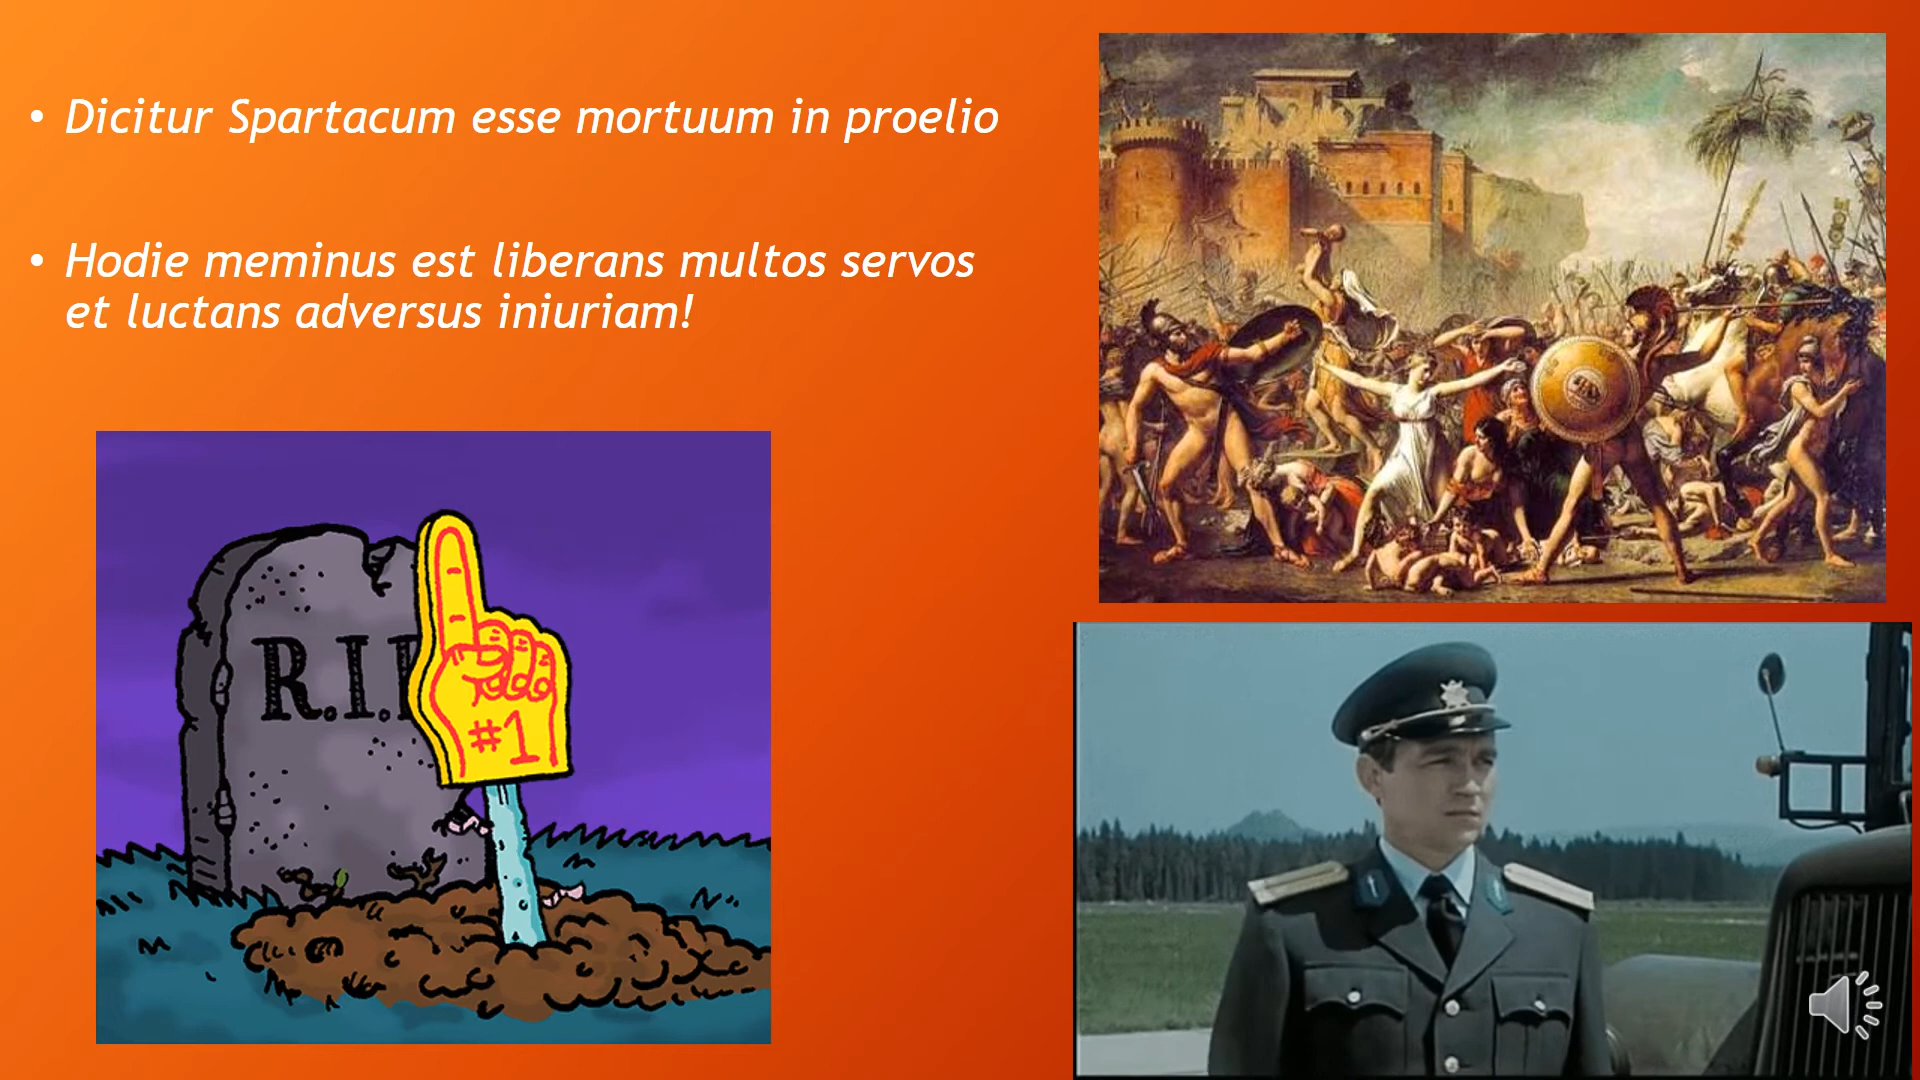 • Dicitur Spartacum esse mortuum in proelio
• Hodie meminus est liberans multos servos
et luctans adversus iniuriam!
R.I.P
#1